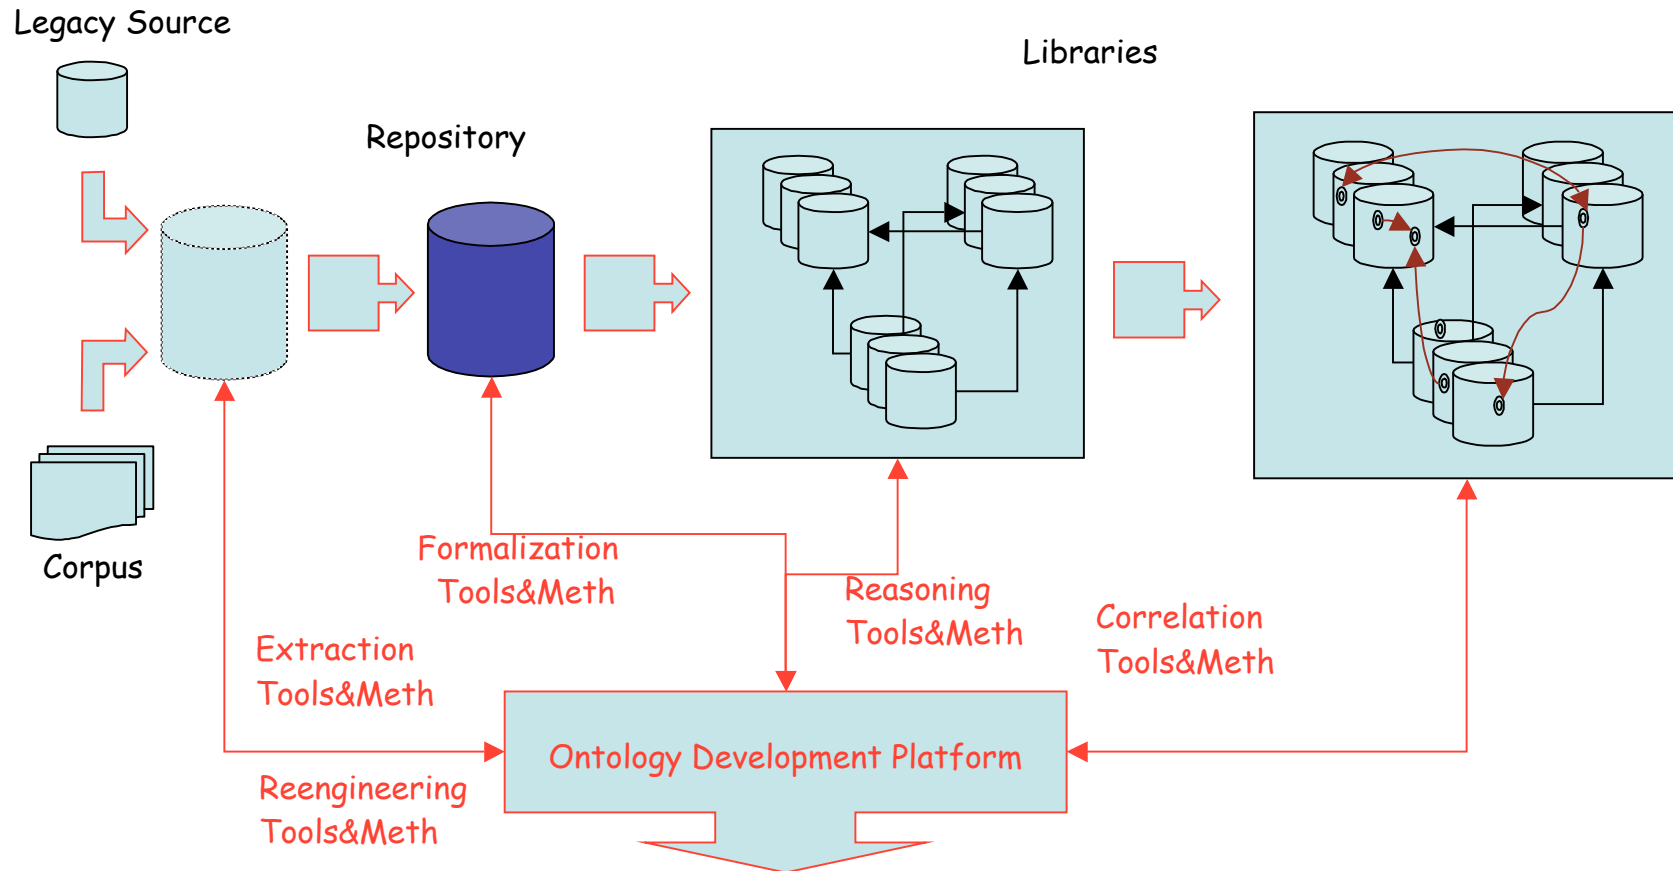 Legacy Source
Libraries
Repository
Corpus
Formalization
Tools&Meth
Reasoning
Tools&Meth
Correlation
Tools&Meth
Extraction
Tools&Meth
Ontology Development Platform
Reengineering
Tools&Meth